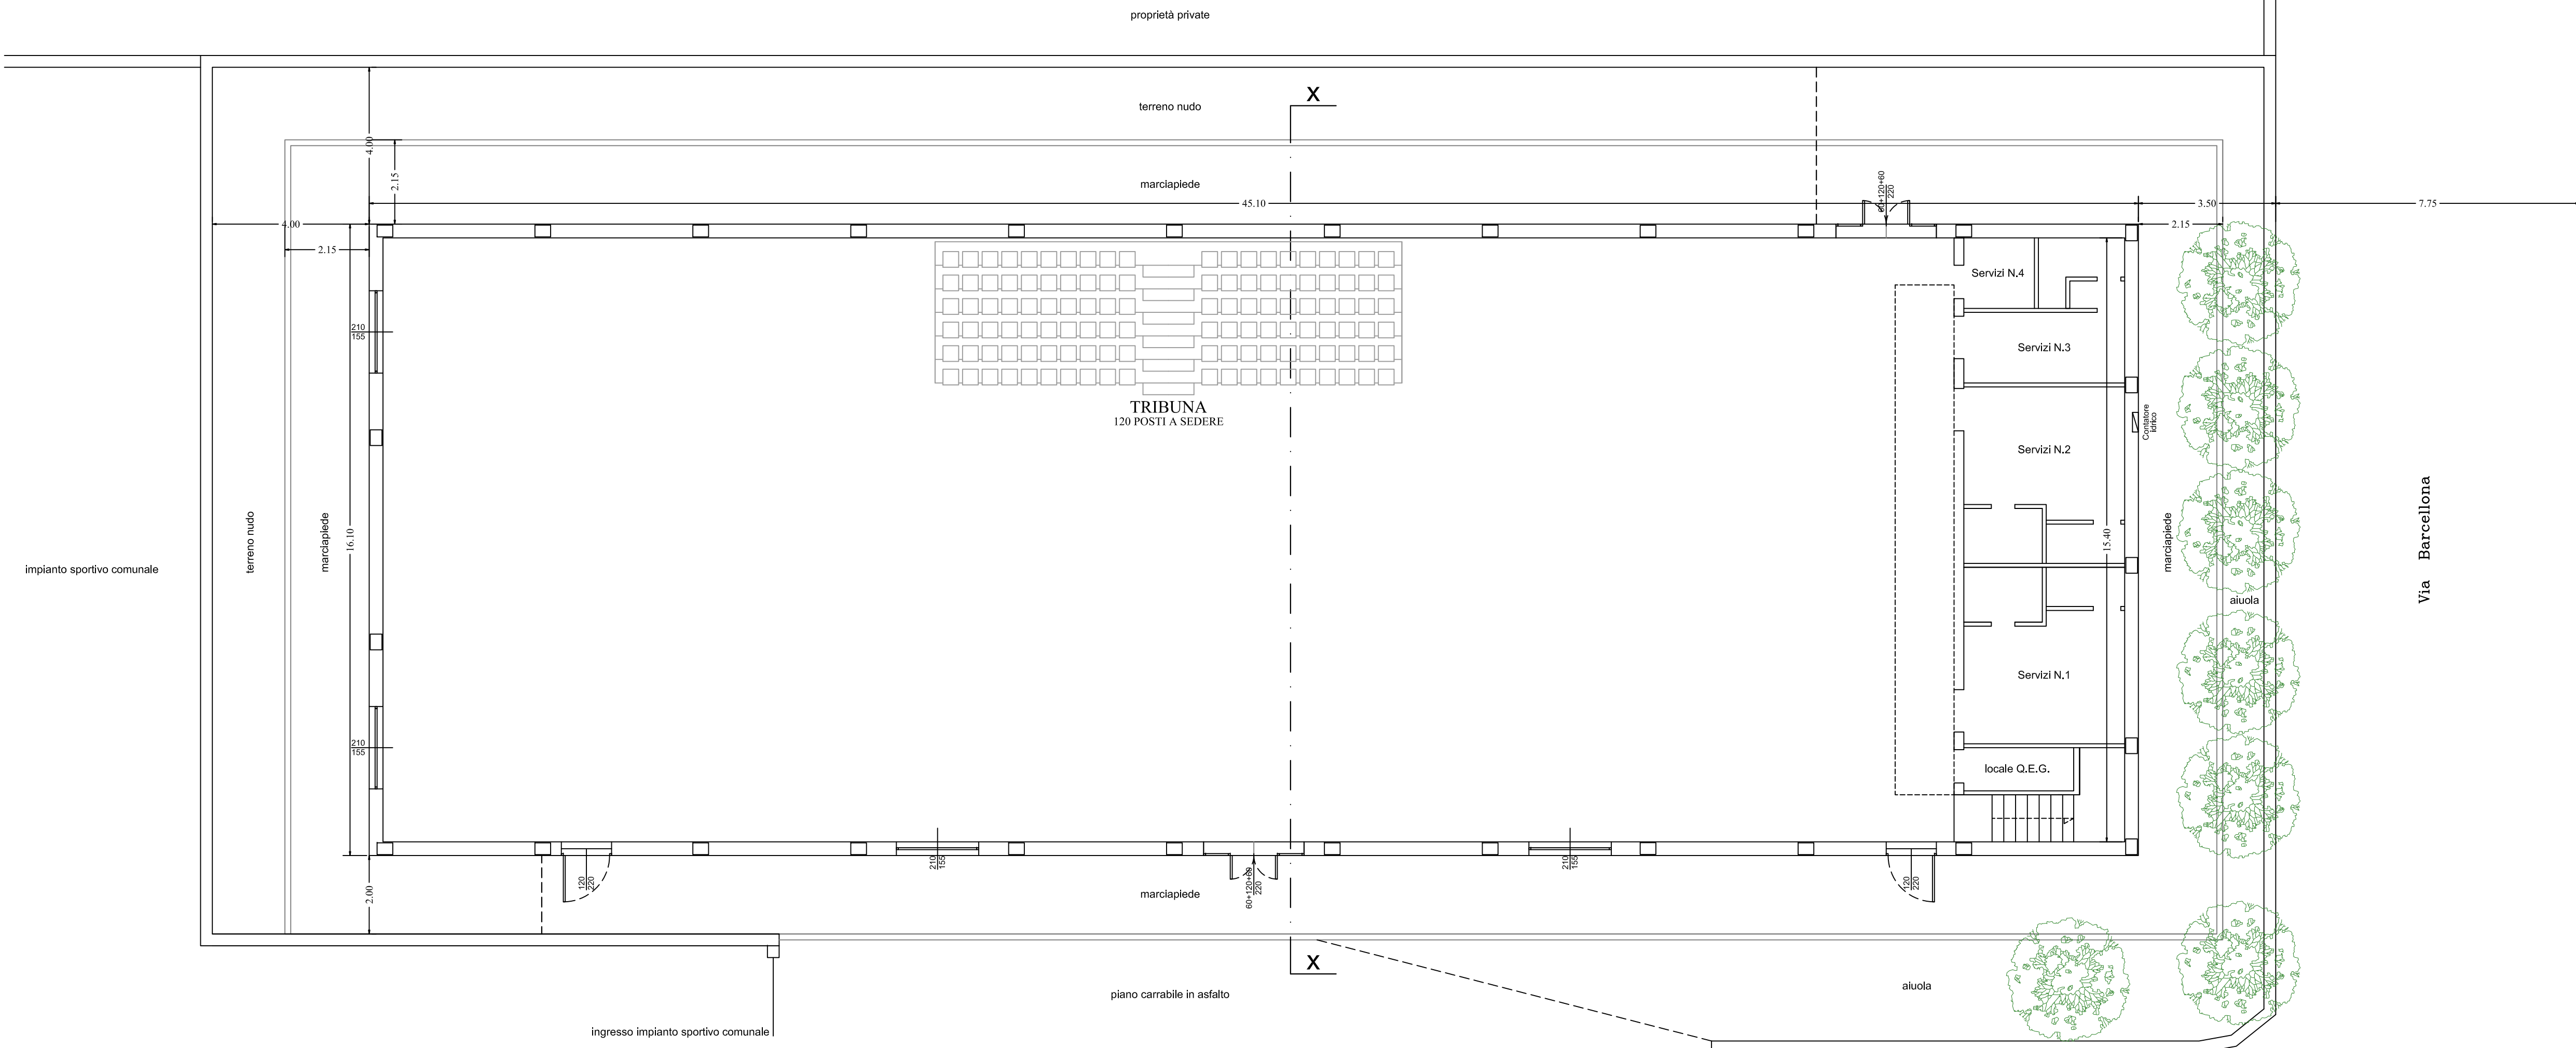 proprietà private
X
terreno nudo
4.00
2.15
marciapiede
60+120+60
220
45.10
3.50
7.75
4.00
2.15
2.15
Servizi N.4
210
155
Servizi N.3
TRIBUNA
120 POSTI A SEDERE
Contatore
idrico
Servizi N.2
Via Barcellona
terreno nudo
marciapiede
16.10
15.40
marciapiede
impianto sportivo comunale
aiuola
Servizi N.1
210
155
locale Q.E.G.
210
155
210
155
120
220
60+120+60
220
120
220
2.00
marciapiede
X
piano carrabile in asfalto
aiuola
ingresso impianto sportivo comunale